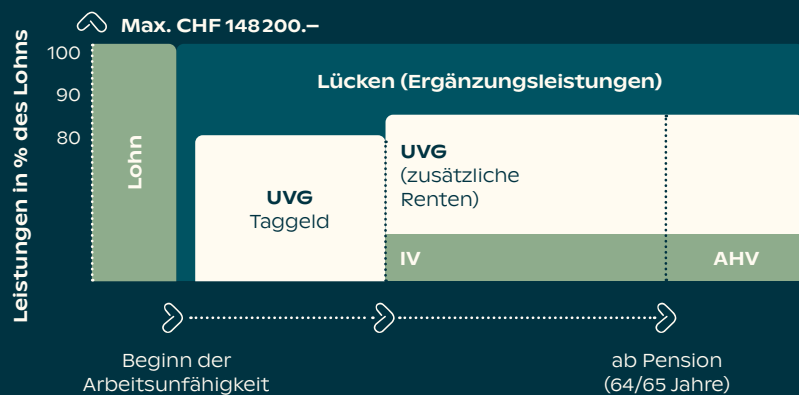 Max. CHF 148200.–
Leistungen in % des Lohns
100
90
80
Lohn
Lücken (Ergänzungsleistungen)
UVG
Taggeld
UVG
(zusätzliche
Renten)
IV
AHV
Beginn der
Arbeitsunfähigkeit
ab Pension
(64/65 Jahre)